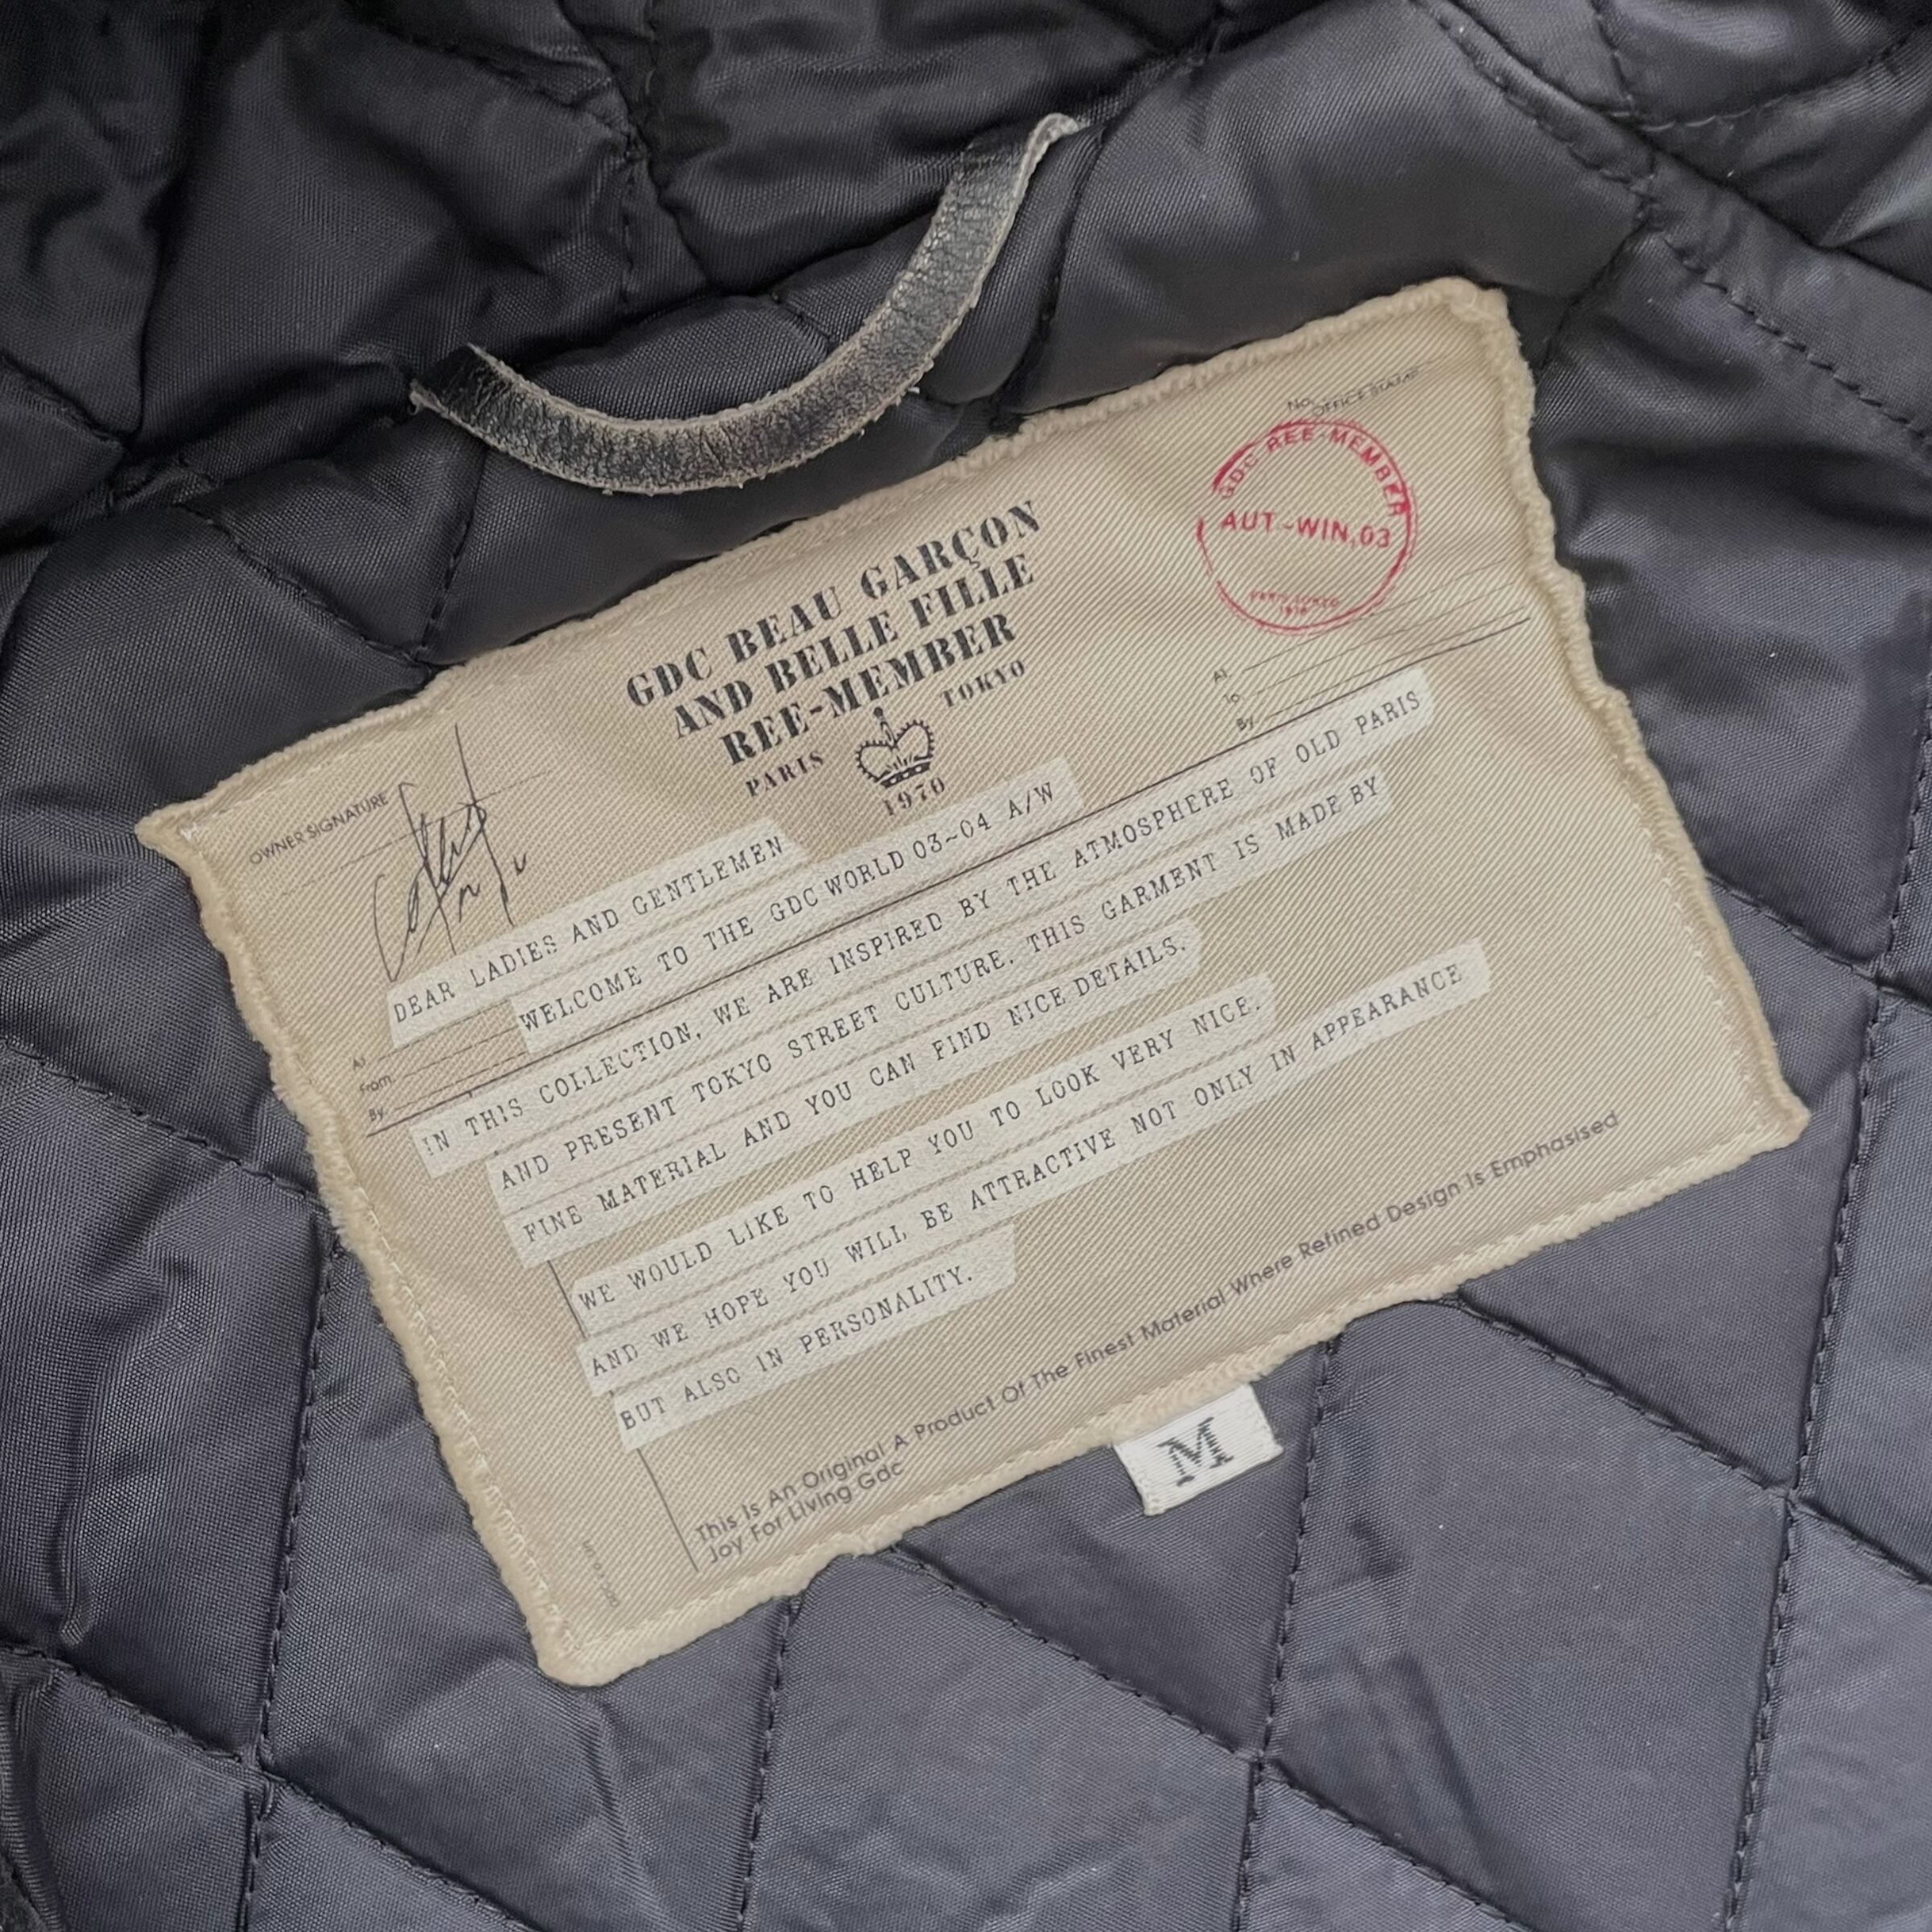 No.
OFFICE STAMP
GDC REE-MEMBER
AUT.-WIN,03
GDC BEAU GARÇON
AND BELLE FILLE
REE-MEMBER
PARIS TOKYO
1970
OWNER SIGNATURE
At
To
By
DEAR LADIES AND GENTLEMEN
WELCOME TO THE GDC WORLD 03~04 A/W
At
From
By
IN THIS COLLECTION, WE ARE INSPIRED BY THE ATMOSPHERE OF OLD PARIS
AND PRESENT TOKYO STREET CULTURE. THIS GARMENT IS MADE BY
FINE MATERIAL AND YOU CAN FIND NICE DETAILS.
WE WOULD LIKE TO HELP YOU TO LOOK VERY NICE.
AND WE HOPE YOU WILL BE ATTRACTIVE NOT ONLY IN APPEARANCE
BUT ALSO IN PERSONALITY.
This Is An Original A Product Of The Finest Material Where Refined Design Is Emphasised
Joy For Living Gdc
M